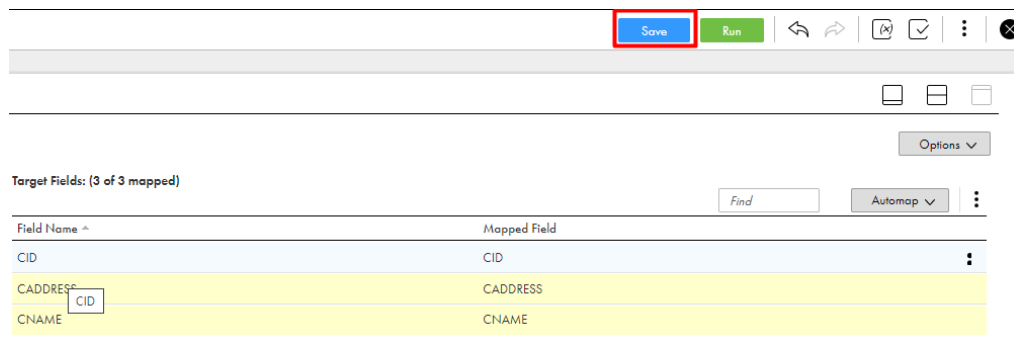 Save Run
Options
Target Fields: (3 of 3 mapped)
Find Automap
Field Name Mapped Field
CID CID
CADDRESS CADDRESS
CID
CNAME CNAME